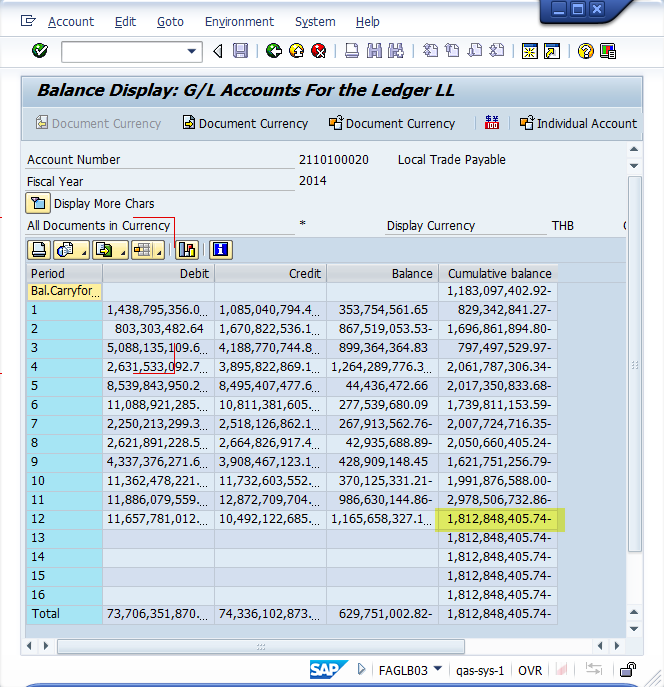 Account Edit Goto Environment System Help
Balance Display: G/L Accounts For the Ledger LL
Document Currency Document Currency Document Currency Individual Account
Account Number 2110100020 Local Trade Payable
Fiscal Year 2014
Display More Chars
All Documents in Currency * Display Currency THB
Period Debit Credit Balance Cumulative balance
Bal.Carryfor... 1,183,097,402.92-
1 1,438,795,356.0... 1,085,040,794.4... 353,754,561.65 829,342,841.27-
2 803,303,482.64 1,670,822,536.1... 867,519,053.53- 1,696,861,894.80-
3 5,088,135,109.6... 4,188,770,744.8... 899,364,364.83 797,497,529.97-
4 2,631,533,092.7... 3,895,822,869.1... 1,264,289,776.3... 2,061,787,306.34-
5 8,539,843,950.2... 8,495,407,477.6... 44,436,472.66 2,017,350,833.68-
6 11,088,921,285.... 10,811,381,605.... 277,539,680.09 1,739,811,153.59-
7 2,250,213,299.3... 2,518,126,862.1... 267,913,562.76- 2,007,724,716.35-
8 2,621,891,228.5... 2,664,826,917.4... 42,935,688.89- 2,050,660,405.24-
9 4,337,376,271.6... 3,908,467,123.1... 428,909,148.45 1,621,751,256.79-
10 11,362,478,221.... 11,732,603,552.... 370,125,331.21- 1,991,876,588.00-
11 11,886,079,559.... 12,872,709,704.... 986,630,144.86- 2,978,506,732.86-
12 11,657,781,012.... 10,492,122,685.... 1,165,658,327.1... 1,812,848,405.74-
13 1,812,848,405.74-
14 1,812,848,405.74-
15 1,812,848,405.74-
16 1,812,848,405.74-
Total 73,706,351,870.... 74,336,102,873.... 629,751,002.82- 1,812,848,405.74-
SAP FAGLB03 qas-sys-1 OVR